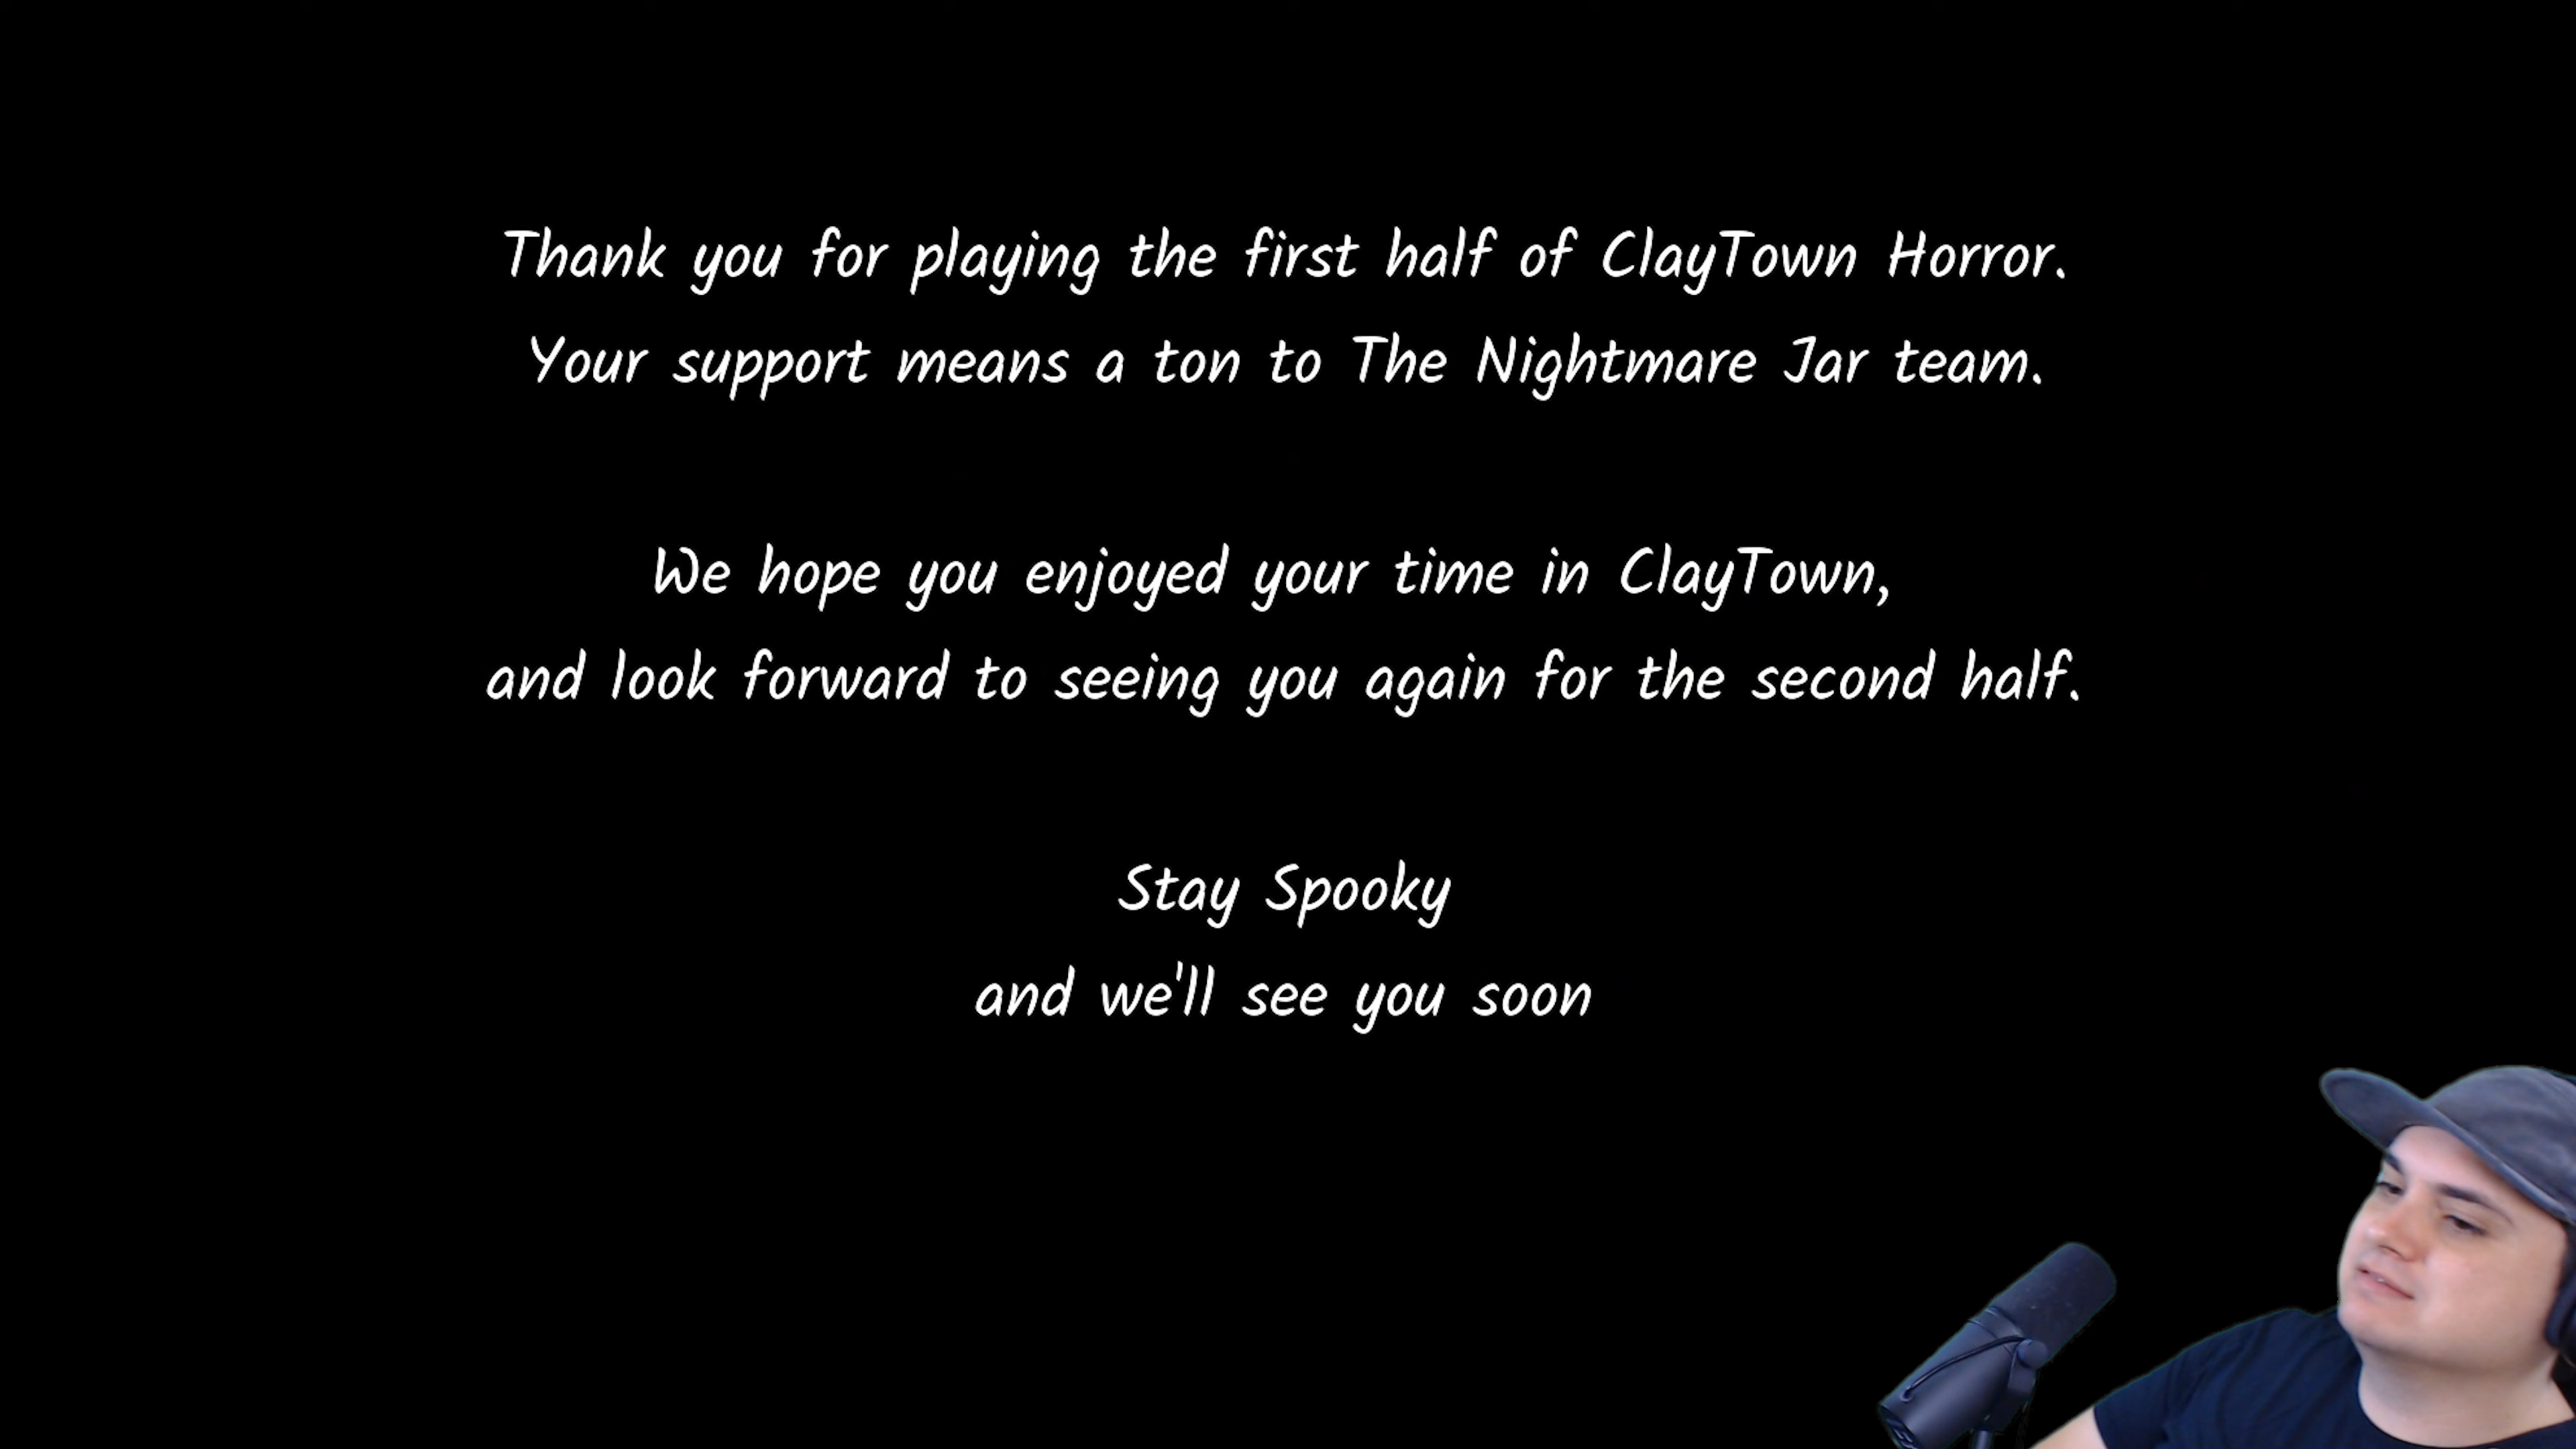 Thank you for playing the first half of ClayTown Horror.
Your support means a ton to The Nightmare Jar team.
We hope you enjoyed your time in ClayTown,
and look forward to seeing you again for the second half.
Stay Spooky
and we'll see you soon